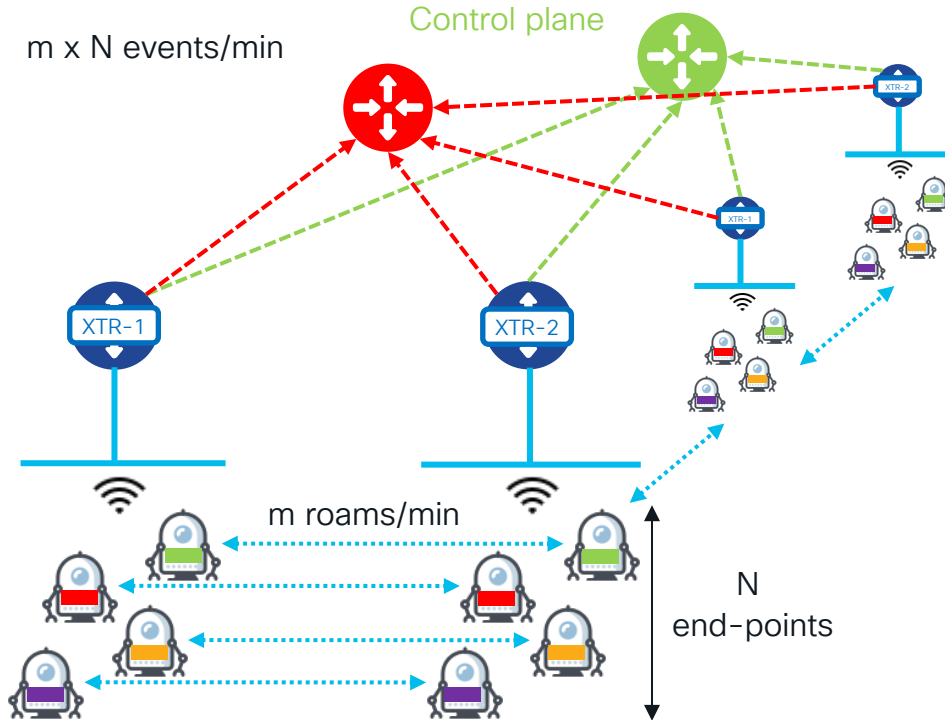 Control plane
m x N events/min
XTR-2
XTR-1
XTR-1
XTR-2
m roams/min
N
end-points